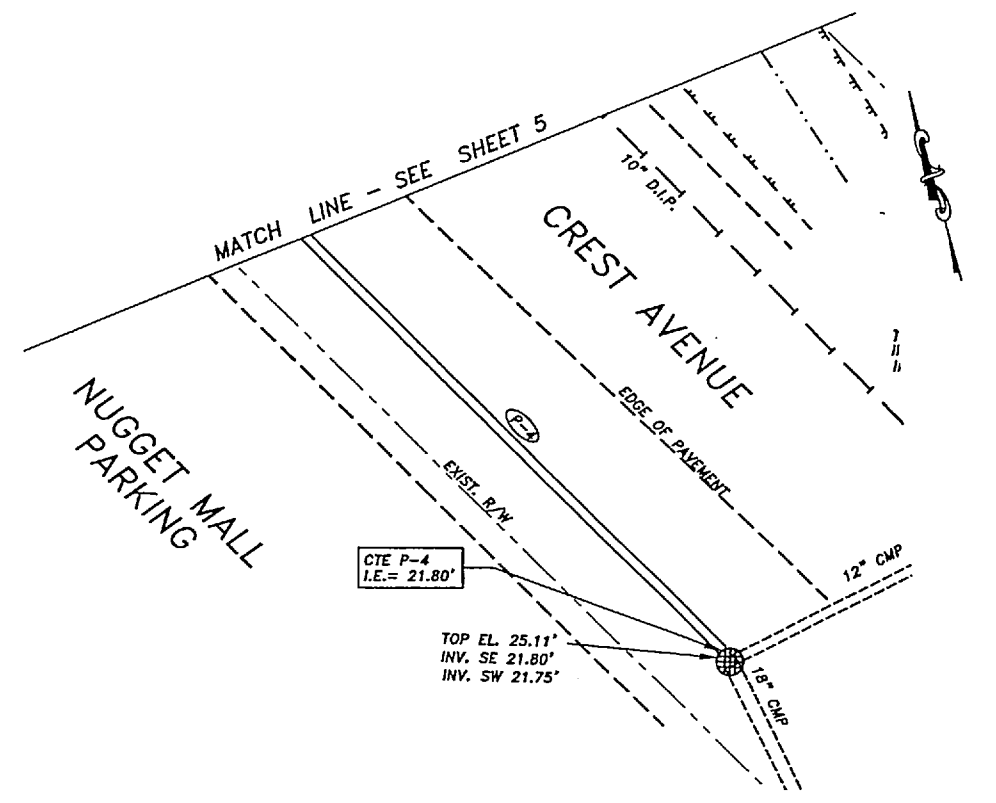 MATCH LINE - SEE SHEET 5
10" D.I.P.
CREST AVENUE
NUGGET MALL
PARKING
P-4
EDGE OF PAVEMENT
EXIST. R/W
CTE P-4
I.E.= 21.80'
12" CMP
TOP EL. 25.11'
INV. SE 21.80'
INV. SW 21.75'
18" CMP